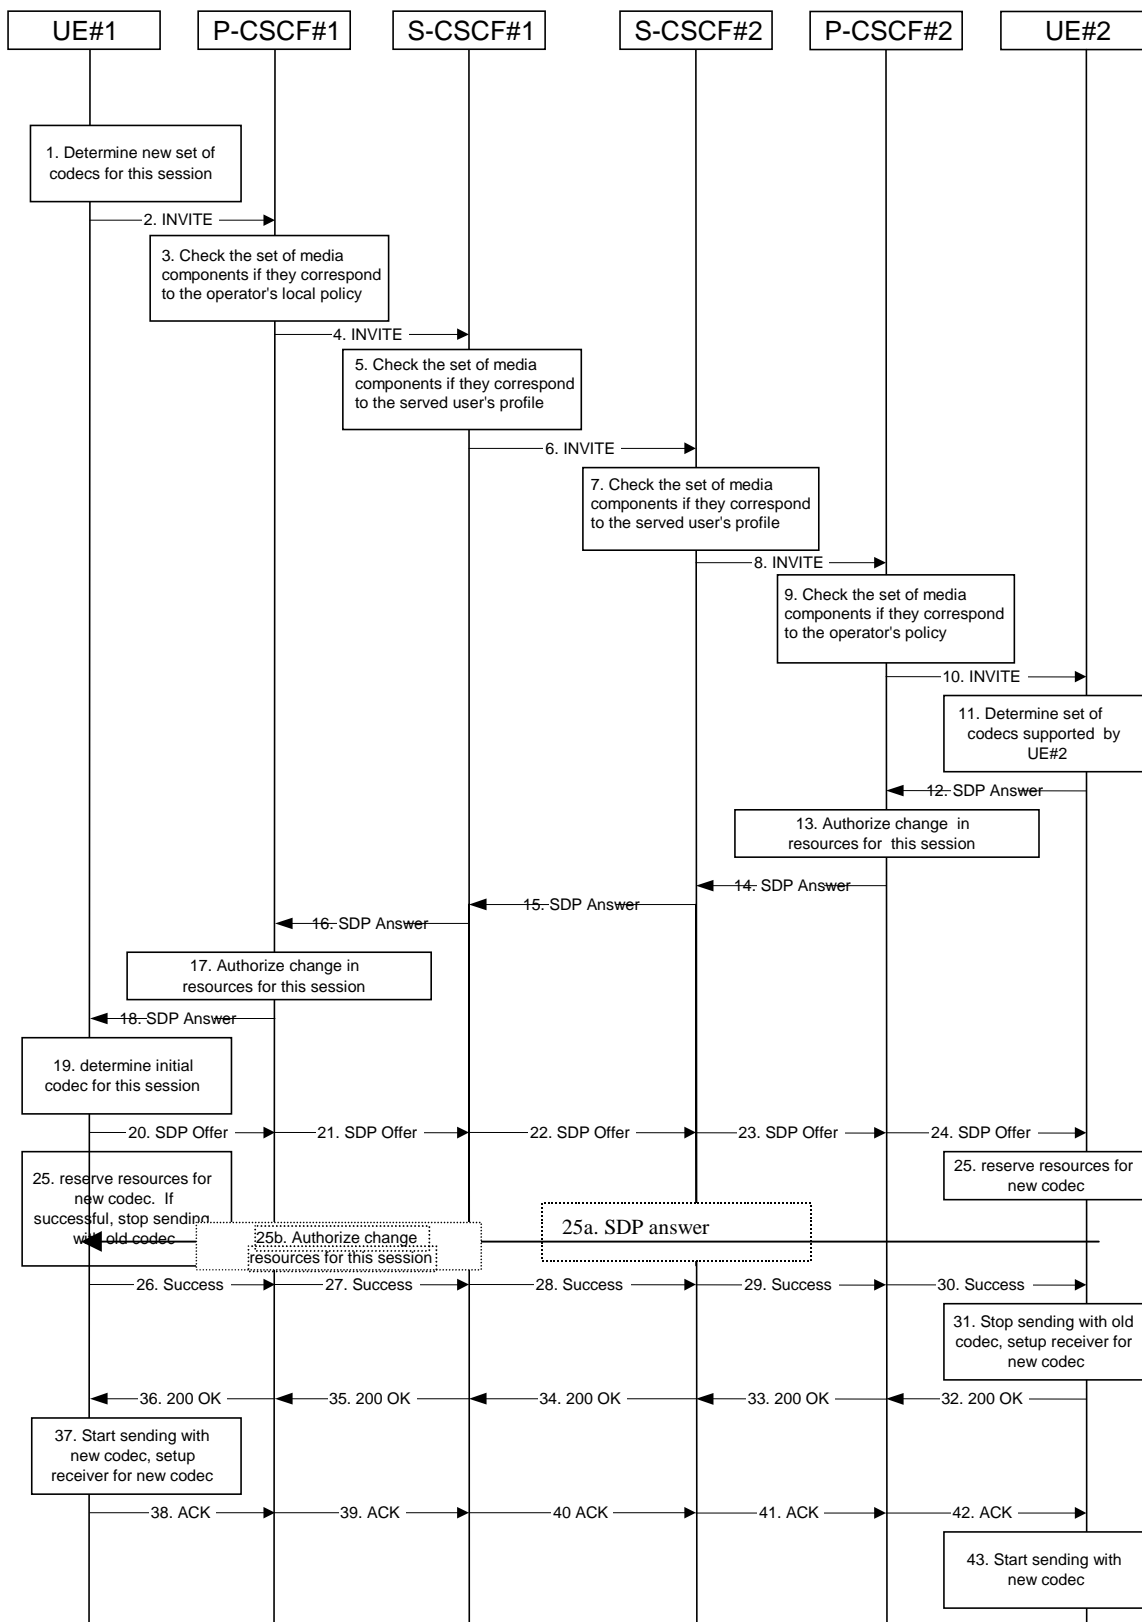 UE#1 P-CSCF#1 S-CSCF#1 S-CSCF#2 P-CSCF#2 UE#2
1. Determine new set of
codecs for this session
2. INVITE
3. Check the set of media
components if they correspond
to the operator's local policy
4. INVITE
5. Check the set of media
components if they correspond
to the served user's profile
6. INVITE
7. Check the set of media
components if they correspond
to the served user's profile
8. INVITE
9. Check the set of media
components if they correspond
to the operator's policy
10. INVITE
11. Determine set of
codecs supported by
UE#2
12. SDP Answer
13. Authorize change in
resources for this session
14. SDP Answer
15. SDP Answer
16. SDP Answer
17. Authorize change in
resources for this session
18. SDP Answer
19. determine initial
codec for this session
20. SDP Offer 21. SDP Offer 22. SDP Offer 23. SDP Offer 24. SDP Offer
25. reserve resources for
new codec. If
successful, stop sending
with old codec
25. reserve resources for
new codec
25a. SDP answer
25b. Authorize change
resources for this session
26. Success 27. Success 28. Success 29. Success 30. Success
31. Stop sending with old
codec, setup receiver for
new codec
36. 200 OK 35. 200 OK 34. 200 OK 33. 200 OK 32. 200 OK
37. Start sending with
new codec, setup
receiver for new codec
38. ACK 39. ACK 40 ACK 41. ACK 42. ACK
43. Start sending with
new codec